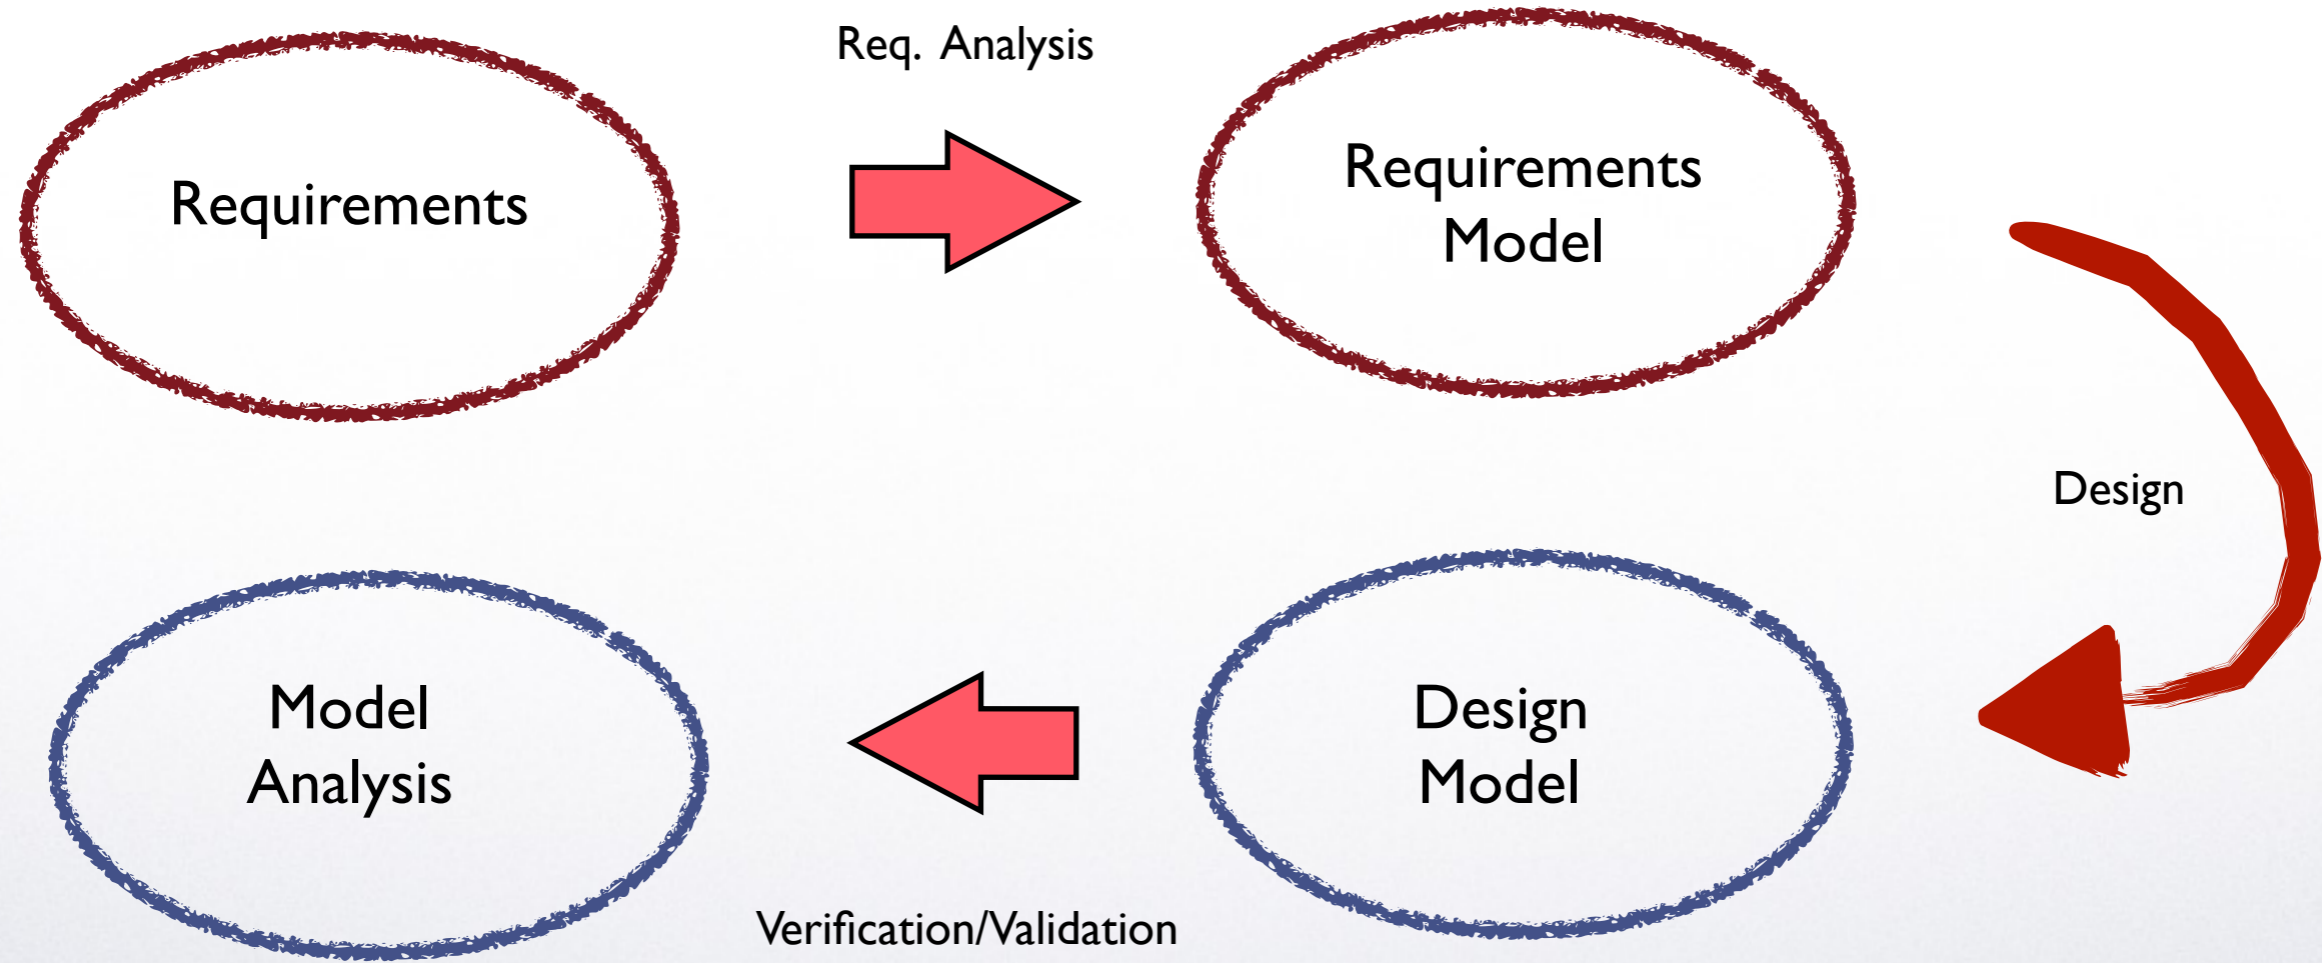 Req. Analysis
Requirements
Requirements
Model
Design
Model
Analysis
Design
Model
Verification/Validation